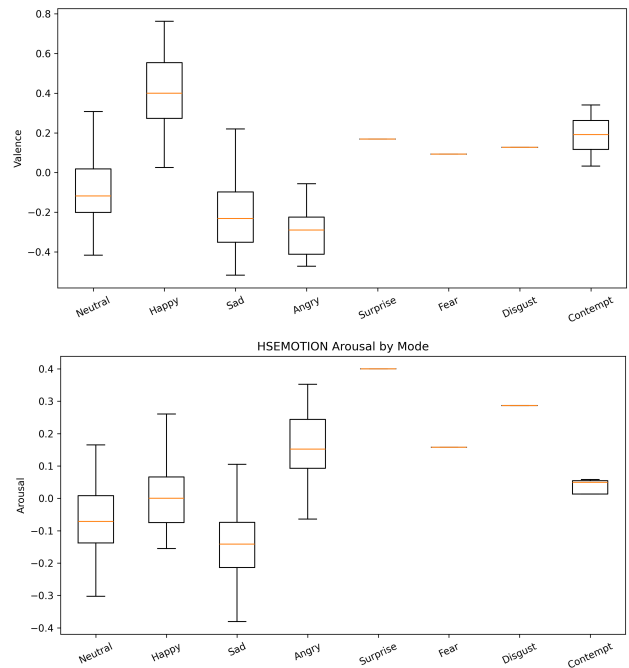 0.8
0.6
0.4
0.2
0.0
−0.2
−0.4
Valence
Neutral
Happy
Sad
Angry
Surprise
Fear
Disgust
Contempt
HSEMOTION Arousal by Mode
0.4
0.3
0.2
0.1
0.0
−0.1
−0.2
−0.3
−0.4
Arousal
Neutral
Happy
Sad
Angry
Surprise
Fear
Disgust
Contempt